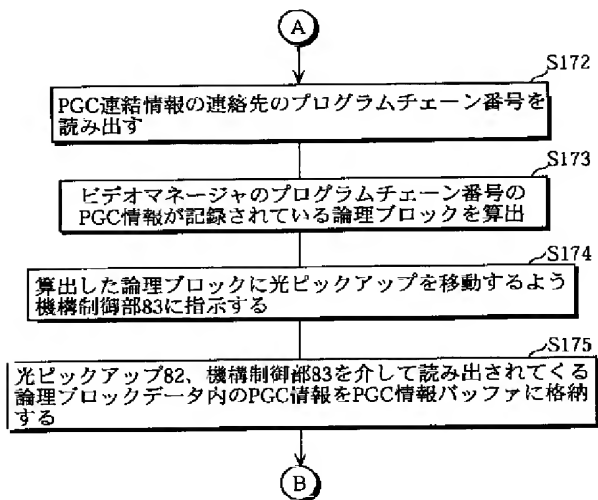 A
S172
PGC連結情報の連絡先のプログラムチェーン番号を
読み出す
S173
ビデオマネージャのプログラムチェーン番号の
PGC情報が記録されている論理ブロックを算出
S174
算出した論理ブロックに光ピックアップを移動するよう
機構制御部83に指示する
S175
光ピックアップ82、機構制御部83を介して読み出されてくる
論理ブロックデータ内のPGC情報をPGC情報バッファに格納
する
B